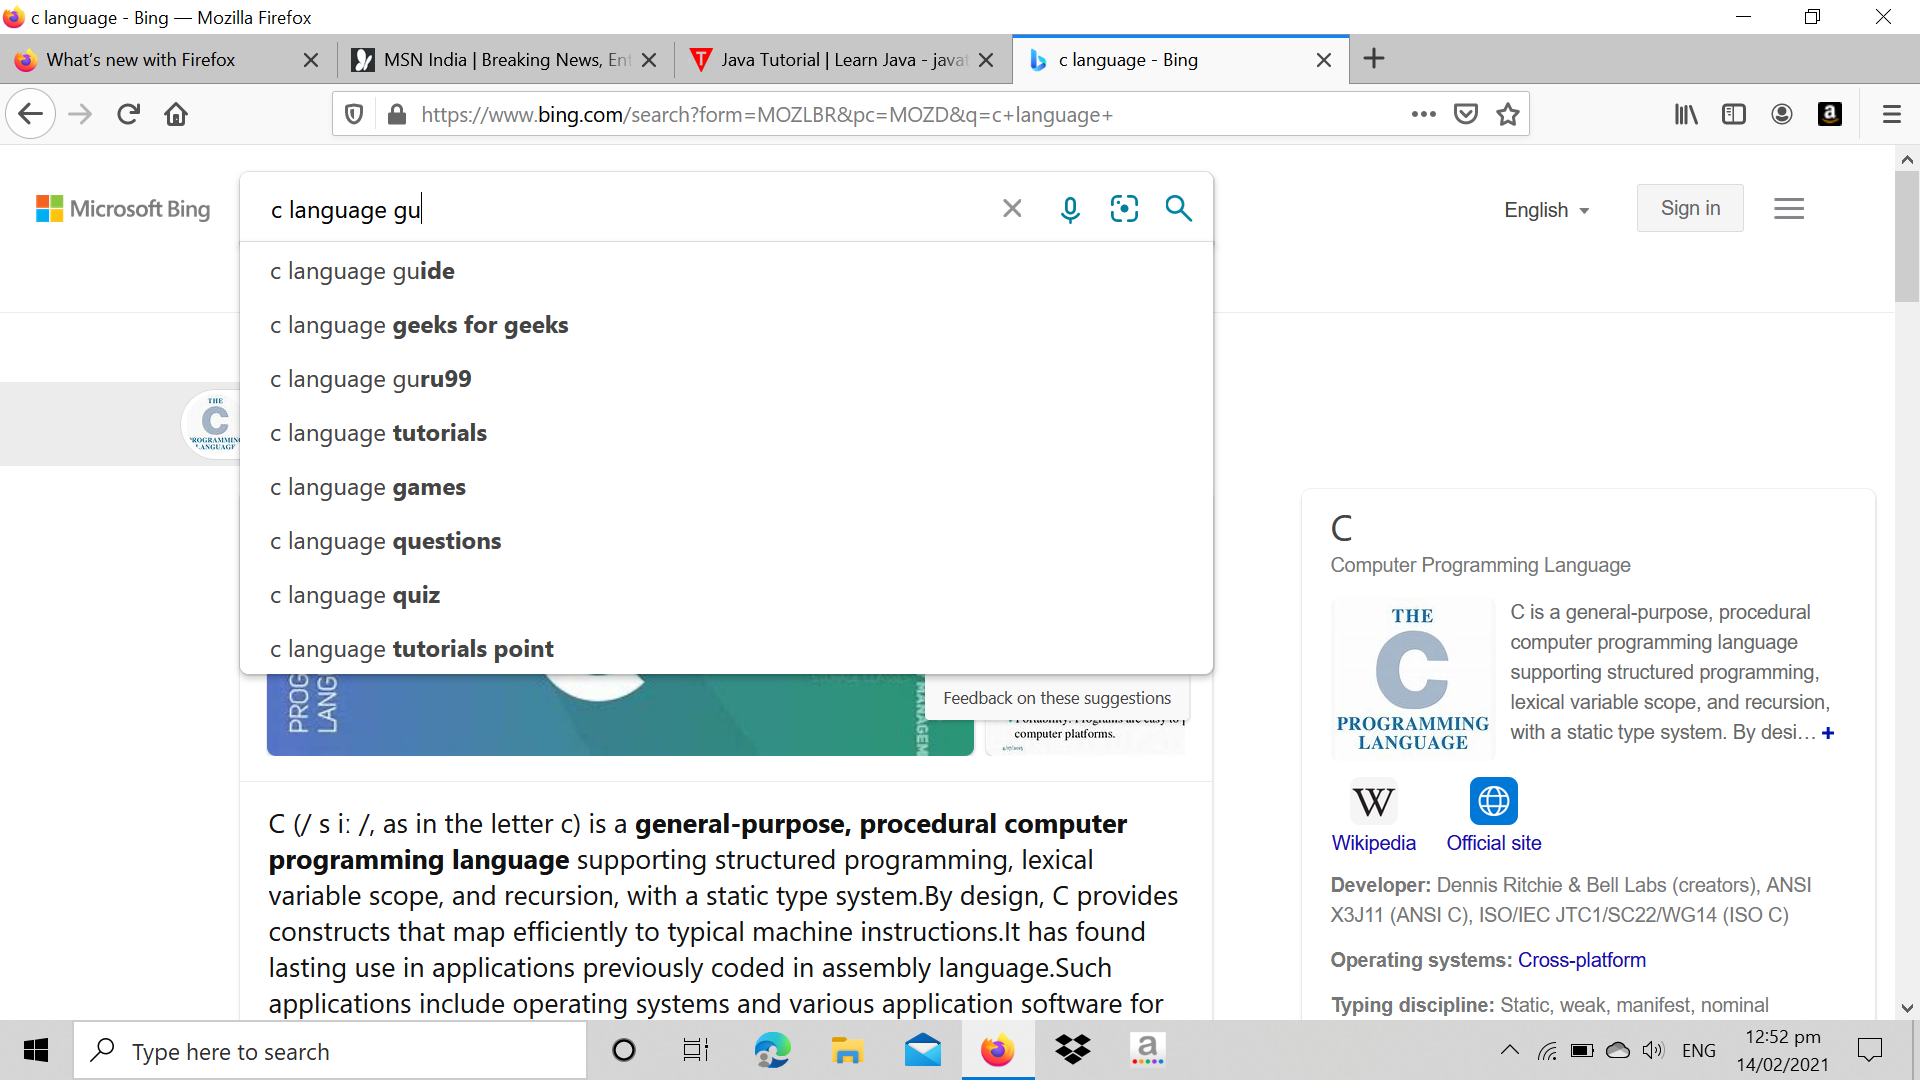 c language - Bing — Mozilla Firefox
What's new with Firefox
MSN India | Breaking News, Ent
Java Tutorial | Learn Java - javat
c language - Bing
https://www.bing.com/search?form=MOZLBR&pc=MOZD&q=c+language+
Microsoft Bing
c language gu
English
Sign in
c language guide
c language geeks for geeks
c language guru99
c language tutorials
c language games
c language questions
c language quiz
c language tutorials point
Feedback on these suggestions
THE
C
PROGRAMMING
LANGUAGE
PROG
LANG
MANAGEM
Portability: Programs are easy to
computer platforms.
C (/ s iː /, as in the letter c) is a general-purpose, procedural computer
programming language supporting structured programming, lexical
variable scope, and recursion, with a static type system.By design, C provides
constructs that map efficiently to typical machine instructions.It has found
lasting use in applications previously coded in assembly language.Such
applications include operating systems and various application software for
C
Computer Programming Language
THE
C
PROGRAMMING
LANGUAGE
C is a general-purpose, procedural
computer programming language
supporting structured programming,
lexical variable scope, and recursion,
with a static type system. By desi… +
W
Wikipedia
Official site
Developer: Dennis Ritchie & Bell Labs (creators), ANSI
X3J11 (ANSI C), ISO/IEC JTC1/SC22/WG14 (ISO C)
Operating systems: Cross-platform
Typing discipline: Static, weak, manifest, nominal
Type here to search
a
ENG
12:52 pm
14/02/2021